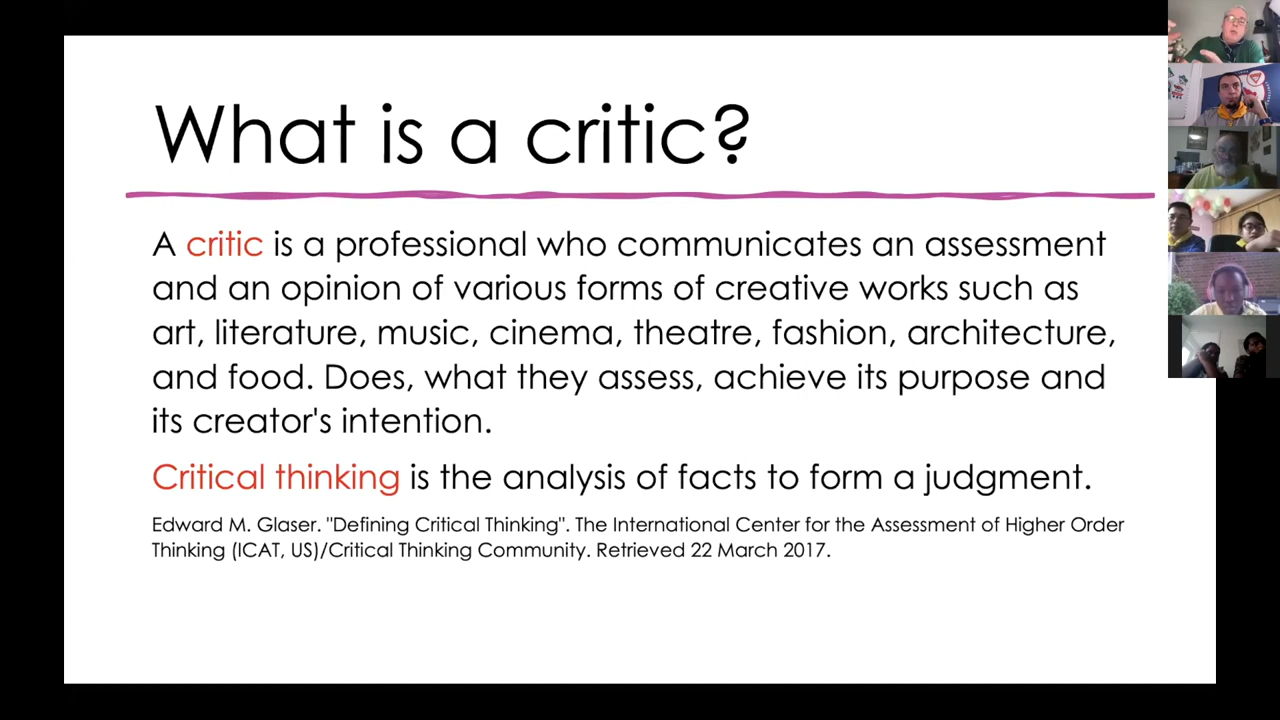 What is a critic?
A critic is a professional who communicates an assessment
and an opinion of various forms of creative works such as
art, literature, music, cinema, theatre, fashion, architecture,
and food. Does, what they assess, achieve its purpose and
its creator's intention.
Critical thinking is the analysis of facts to form a judgment.
Edward M. Glaser. "Defining Critical Thinking". The International Center for the Assessment of Higher Order
Thinking (ICAT, US)/Critical Thinking Community. Retrieved 22 March 2017.